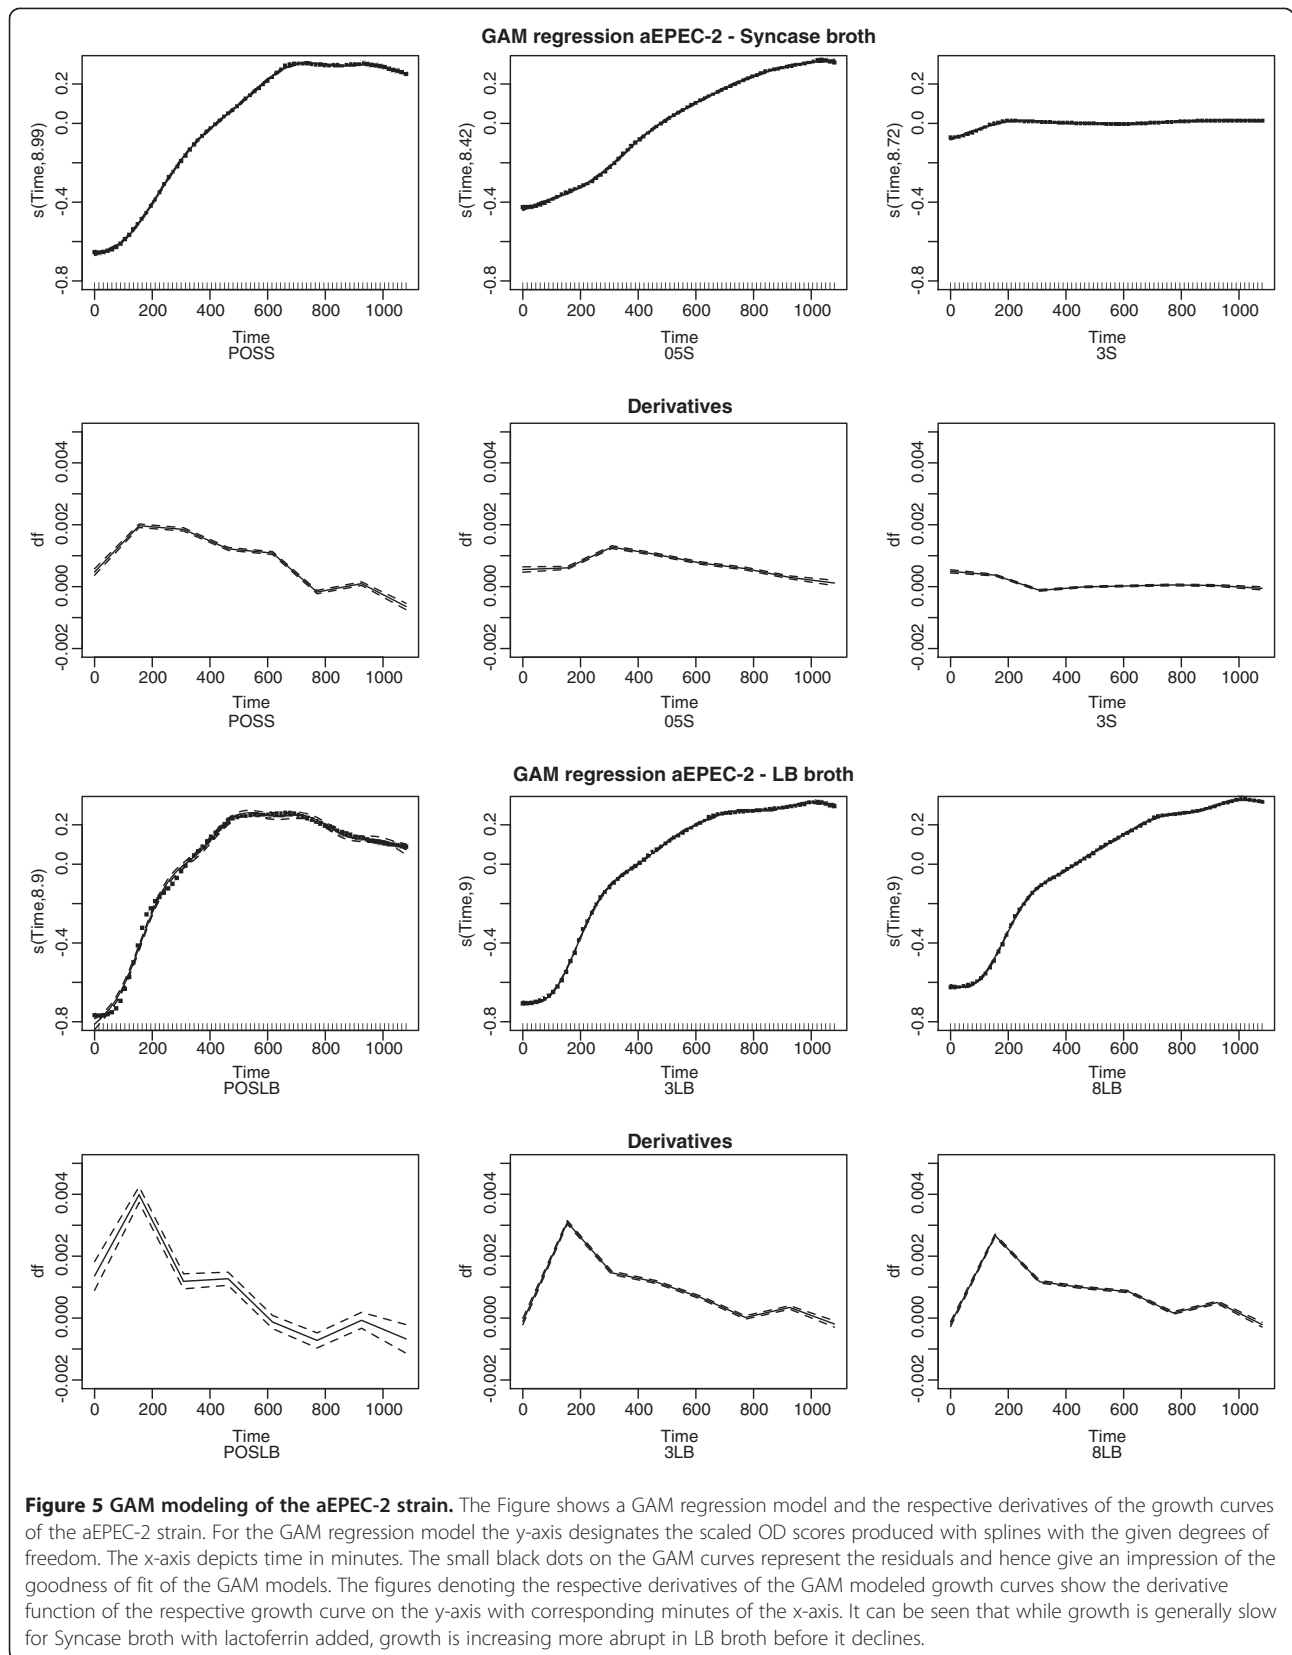 GAM regression aEPEC-2 - Syncase broth
s(Time,8.99)
-0.8 -0.4 0.0 0.2
0 200 400 600 800 1000
Time
POSS
s(Time,8.42)
-0.8 -0.4 0.0 0.2
0 200 400 600 800 1000
Time
05S
s(Time,8.72)
-0.8 -0.4 0.0 0.2
0 200 400 600 800 1000
Time
3S
Derivatives
df
-0.002 0.000 0.002 0.004
0 200 400 600 800 1000
Time
POSS
df
-0.002 0.000 0.002 0.004
0 200 400 600 800 1000
Time
05S
df
-0.002 0.000 0.002 0.004
0 200 400 600 800 1000
Time
3S
GAM regression aEPEC-2 - LB broth
s(Time,8.9)
-0.8 -0.4 0.0 0.2
0 200 400 600 800 1000
Time
POSLB
s(Time,9)
-0.8 -0.4 0.0 0.2
0 200 400 600 800 1000
Time
3LB
s(Time,9)
-0.8 -0.4 0.0 0.2
0 200 400 600 800 1000
Time
8LB
Derivatives
df
-0.002 0.000 0.002 0.004
0 200 400 600 800 1000
Time
POSLB
df
-0.002 0.000 0.002 0.004
0 200 400 600 800 1000
Time
3LB
df
-0.002 0.000 0.002 0.004
0 200 400 600 800 1000
Time
8LB
Figure 5 GAM modeling of the aEPEC-2 strain. The Figure shows a GAM regression model and the respective derivatives of the growth curves
of the aEPEC-2 strain. For the GAM regression model the y-axis designates the scaled OD scores produced with splines with the given degrees of
freedom. The x-axis depicts time in minutes. The small black dots on the GAM curves represent the residuals and hence give an impression of the
goodness of fit of the GAM models. The figures denoting the respective derivatives of the GAM modeled growth curves show the derivative
function of the respective growth curve on the y-axis with corresponding minutes of the x-axis. It can be seen that while growth is generally slow
for Syncase broth with lactoferrin added, growth is increasing more abrupt in LB broth before it declines.